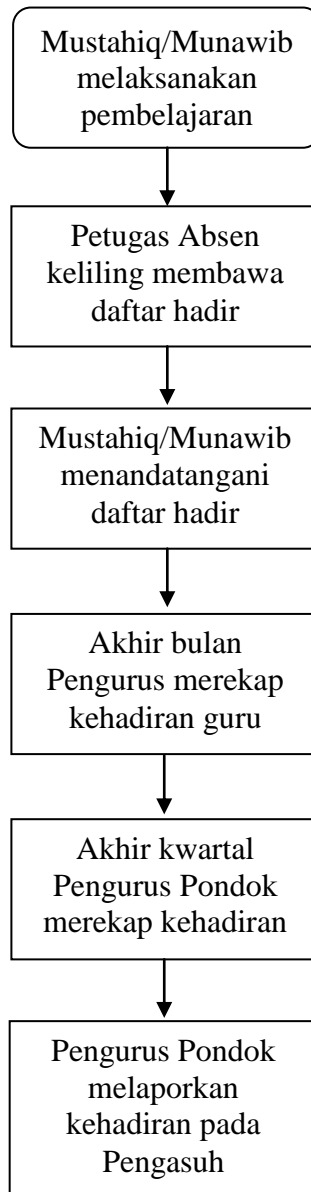 Mustahiq/Munawib
melaksanakan
pembelajaran
Petugas Absen
keliling membawa
daftar hadir
Mustahiq/Munawib
menandatangani
daftar hadir
Akhir bulan
Pengurus merekap
kehadiran guru
Akhir kwartal
Pengurus Pondok
merekap kehadiran
Pengurus Pondok
melaporkan
kehadiran pada
Pengasuh